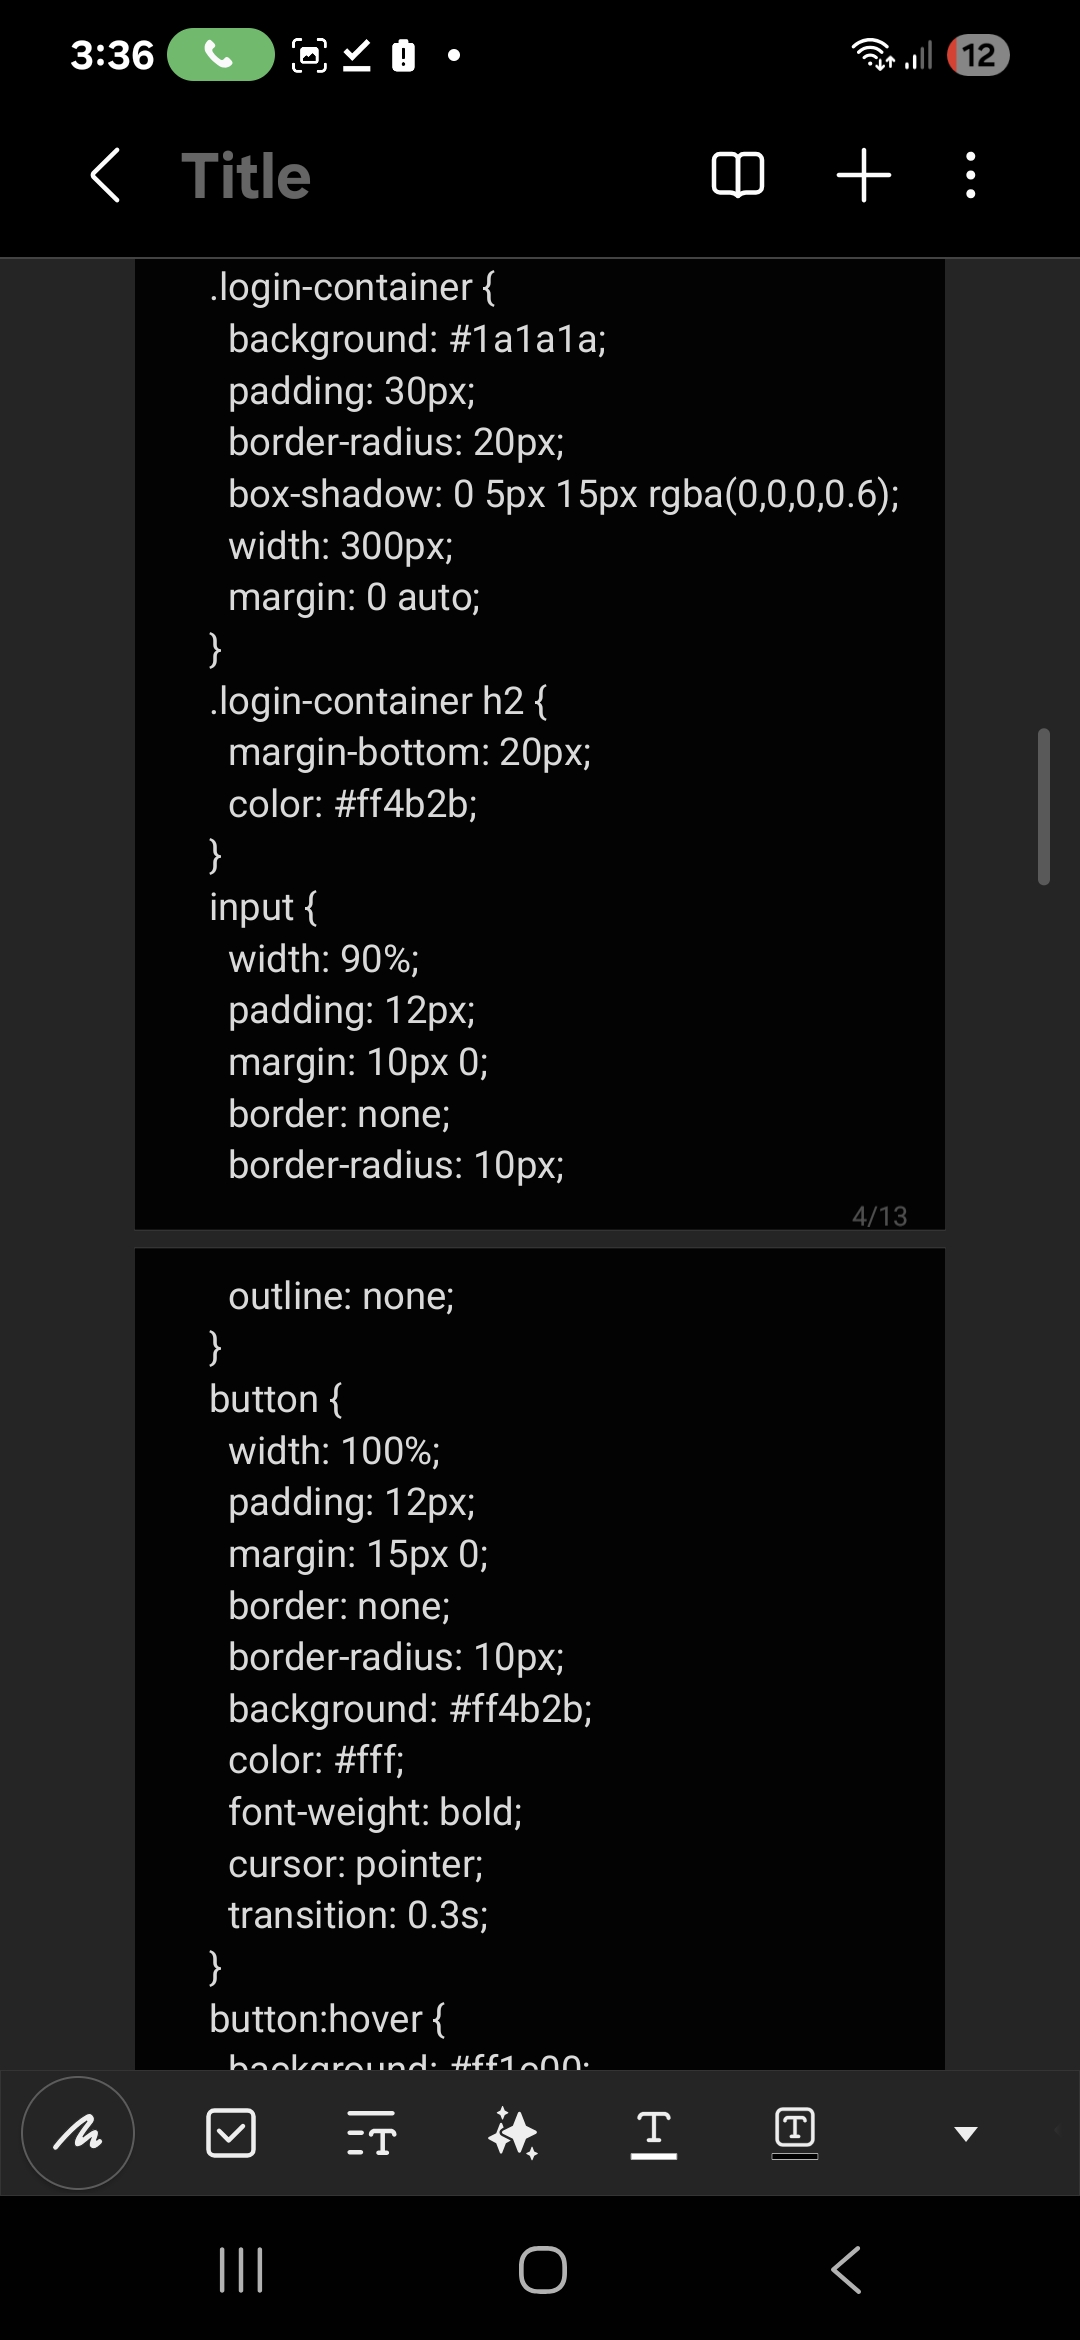 3:36
12
Title
.login-container {
background: #1a1a1a;
padding: 30px;
border-radius: 20px;
box-shadow: 0 5px 15px rgba(0,0,0,0.6);
width: 300px;
margin: 0 auto;
}
.login-container h2 {
margin-bottom: 20px;
color: #ff4b2b;
}
input {
width: 90%;
padding: 12px;
margin: 10px 0;
border: none;
border-radius: 10px;
4/13
outline: none;
}
button {
width: 100%;
padding: 12px;
margin: 15px 0;
border: none;
border-radius: 10px;
background: #ff4b2b;
color: #fff;
font-weight: bold;
cursor: pointer;
transition: 0.3s;
}
button:hover {
background: